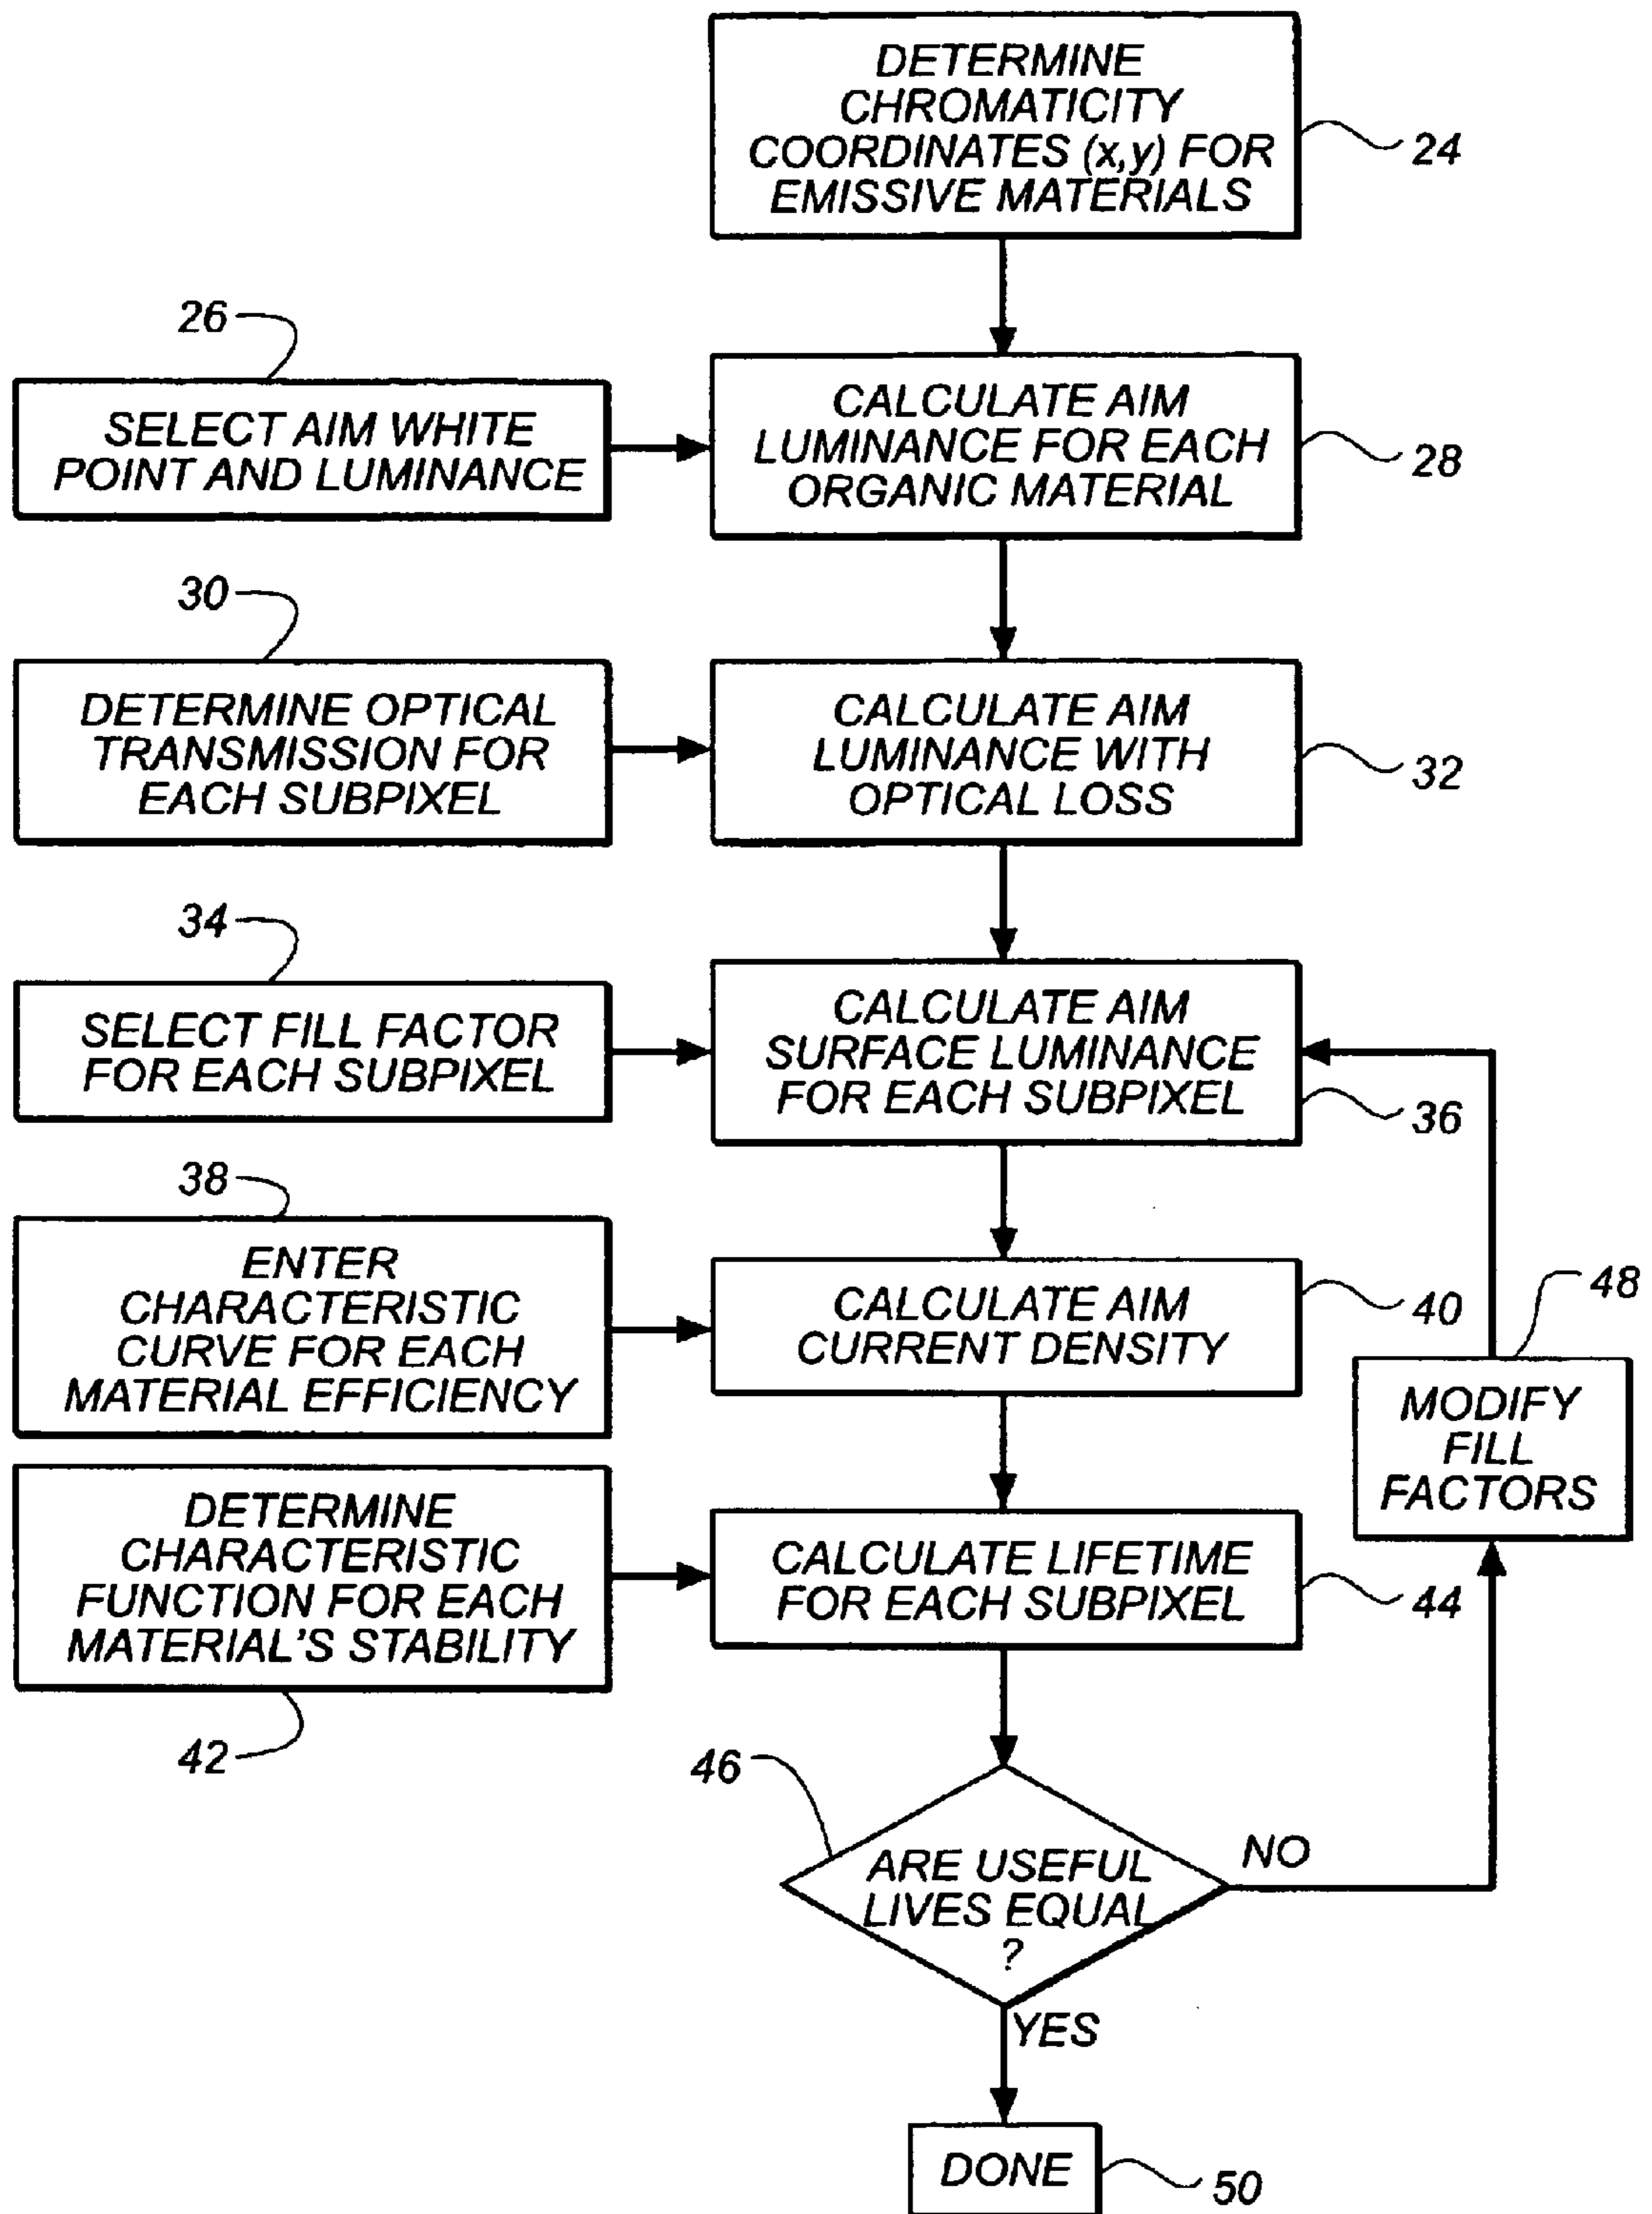 DETERMINE
CHROMATICITY
COORDINATES (x,y) FOR
EMISSIVE MATERIALS
24
26
SELECT AIM WHITE
POINT AND LUMINANCE
CALCULATE AIM
LUMINANCE FOR EACH
ORGANIC MATERIAL
28
30
DETERMINE OPTICAL
TRANSMISSION FOR
EACH SUBPIXEL
CALCULATE AIM
LUMINANCE WITH
OPTICAL LOSS
32
34
SELECT FILL FACTOR
FOR EACH SUBPIXEL
CALCULATE AIM
SURFACE LUMINANCE
FOR EACH SUBPIXEL
36
38
ENTER
CHARACTERISTIC
CURVE FOR EACH
MATERIAL EFFICIENCY
CALCULATE AIM
CURRENT DENSITY
40
48
MODIFY
FILL
FACTORS
DETERMINE
CHARACTERISTIC
FUNCTION FOR EACH
MATERIAL'S STABILITY
42
CALCULATE LIFETIME
FOR EACH SUBPIXEL
44
46
ARE USEFUL
LIVES EQUAL
?
NO
YES
DONE
50